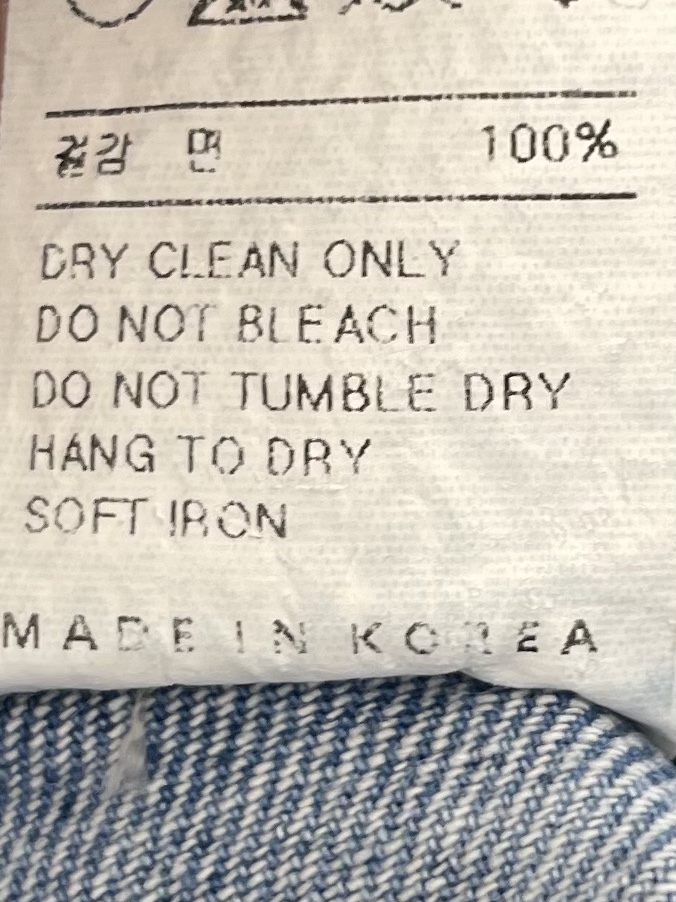 겉감 면 100%
DRY CLEAN ONLY
DO NOT BLEACH
DO NOT TUMBLE DRY
HANG TO DRY
SOFT IRON
MADE IN KOREA